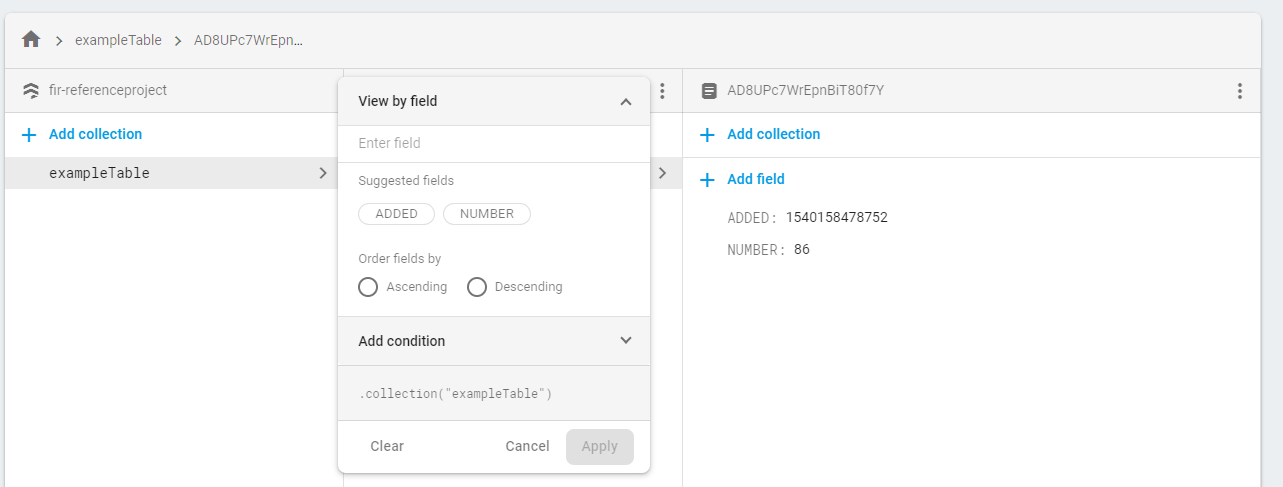 exampleTable
AD8UPc7WrEpn...
fir-referenceproject
Add collection
exampleTable
View by field
Enter field
Suggested fields
ADDED NUMBER
Order fields by
Ascending Descending
Add condition
.collection("exampleTable")
Clear Cancel Apply
AD8UPc7WrEpnBiT80f7Y
Add collection
Add field
ADDED: 1540158478752
NUMBER: 86